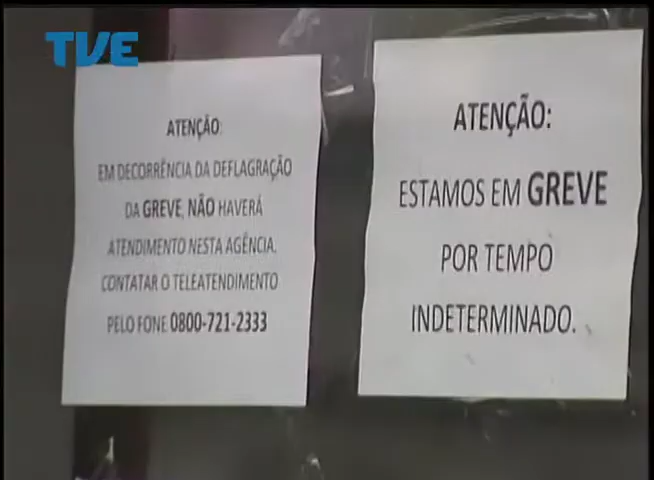 TVE
ATENÇÃO:
EM DECORRÊNCIA DA DEFLAGRAÇÃO
DA GREVE, NÃO HAVERÁ
ATENDIMENTO NESTA AGÊNCIA.
CONTATAR O TELEATENDIMENTO
PELO FONE 0800-721-2333
ATENÇÃO:
ESTAMOS EM GREVE
POR TEMPO
INDETERMINADO.